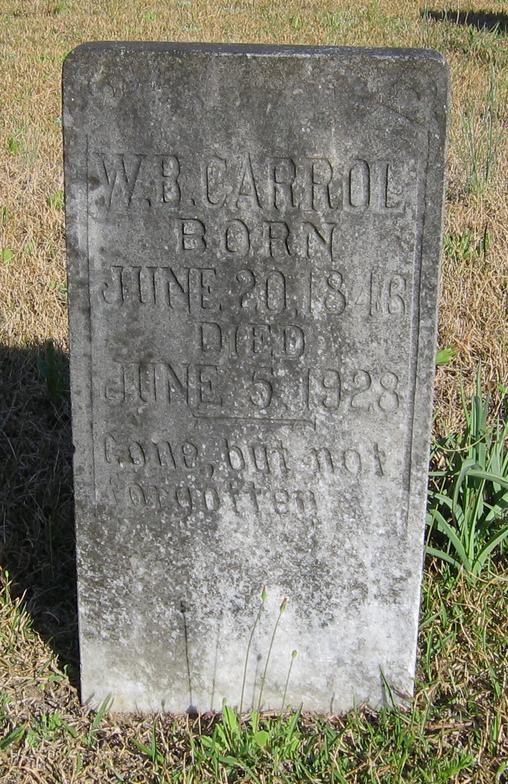 W.B. CARROL
BORN
JUNE 20, 1846
DIED
JUNE 5, 1928
Gone, but not
forgotten